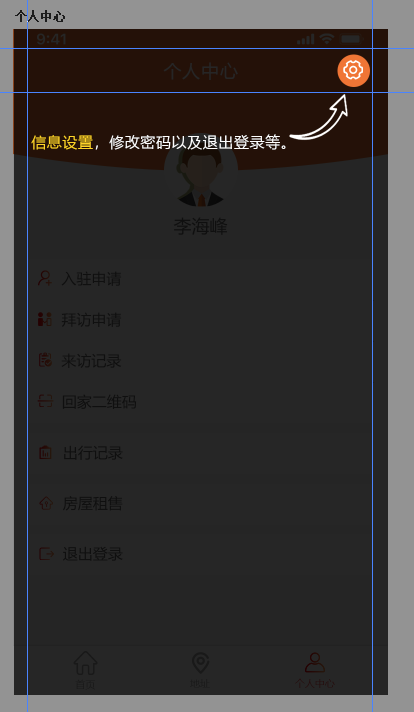 个人中心
9:41
个人中心
信息设置，修改密码以及退出登录等。
李海峰
入驻申请
拜访申请
来访记录
回家二维码
出行记录
房屋租售
退出登录
首页
个人中心